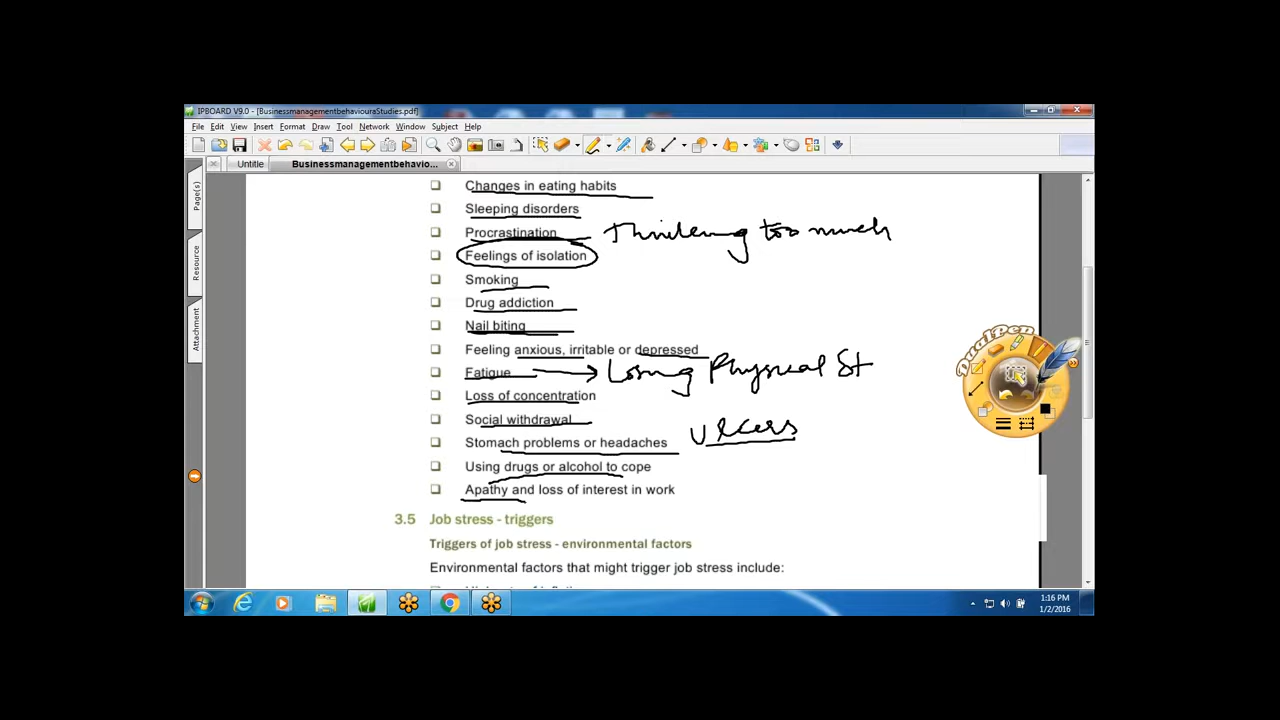 IPBOARD V9.0 - [BusinessmanagementbehaviouraStudies.pdf]
File Edit View Insert Format Draw Tool Network Window Subject Help
Untitle Businessmanagementbehavio...
Page(s)
Resource
Attachment
Changes in eating habits
Sleeping disorders
Procrastination Thinkering too much
Feelings of isolation
Smoking
Drug addiction
Nail biting
Feeling anxious, irritable or depressed
Fatigue Losing Physical St
Loss of concentration
Social withdrawal
Stomach problems or headaches Ulcers
Using drugs or alcohol to cope
Apathy and loss of interest in work
3.5 Job stress - triggers
Triggers of job stress - environmental factors
Environmental factors that might trigger job stress include:
DualPen
1:16 PM
1/2/2016